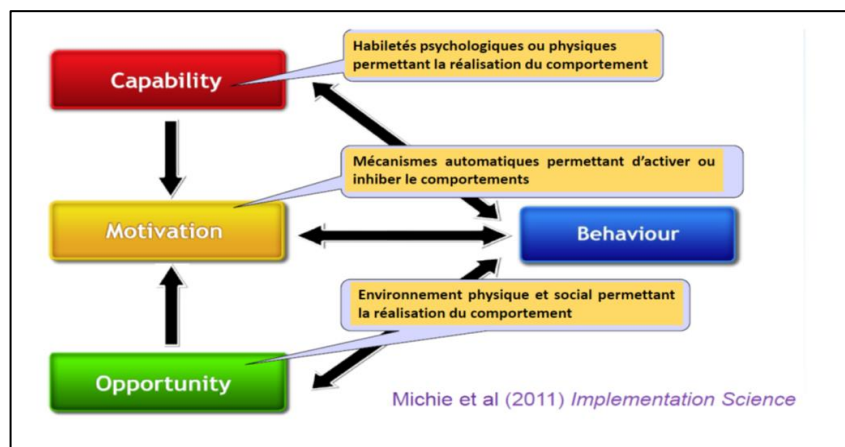 Habiletés psychologiques ou physiques
permettant la réalisation du comportement
Capability
Mécanismes automatiques permettant d'activer ou
inhiber le comportements
Motivation
Behaviour
Environnement physique et social permettant
la réalisation du comportement
Opportunity
Michie et al (2011) Implementation Science